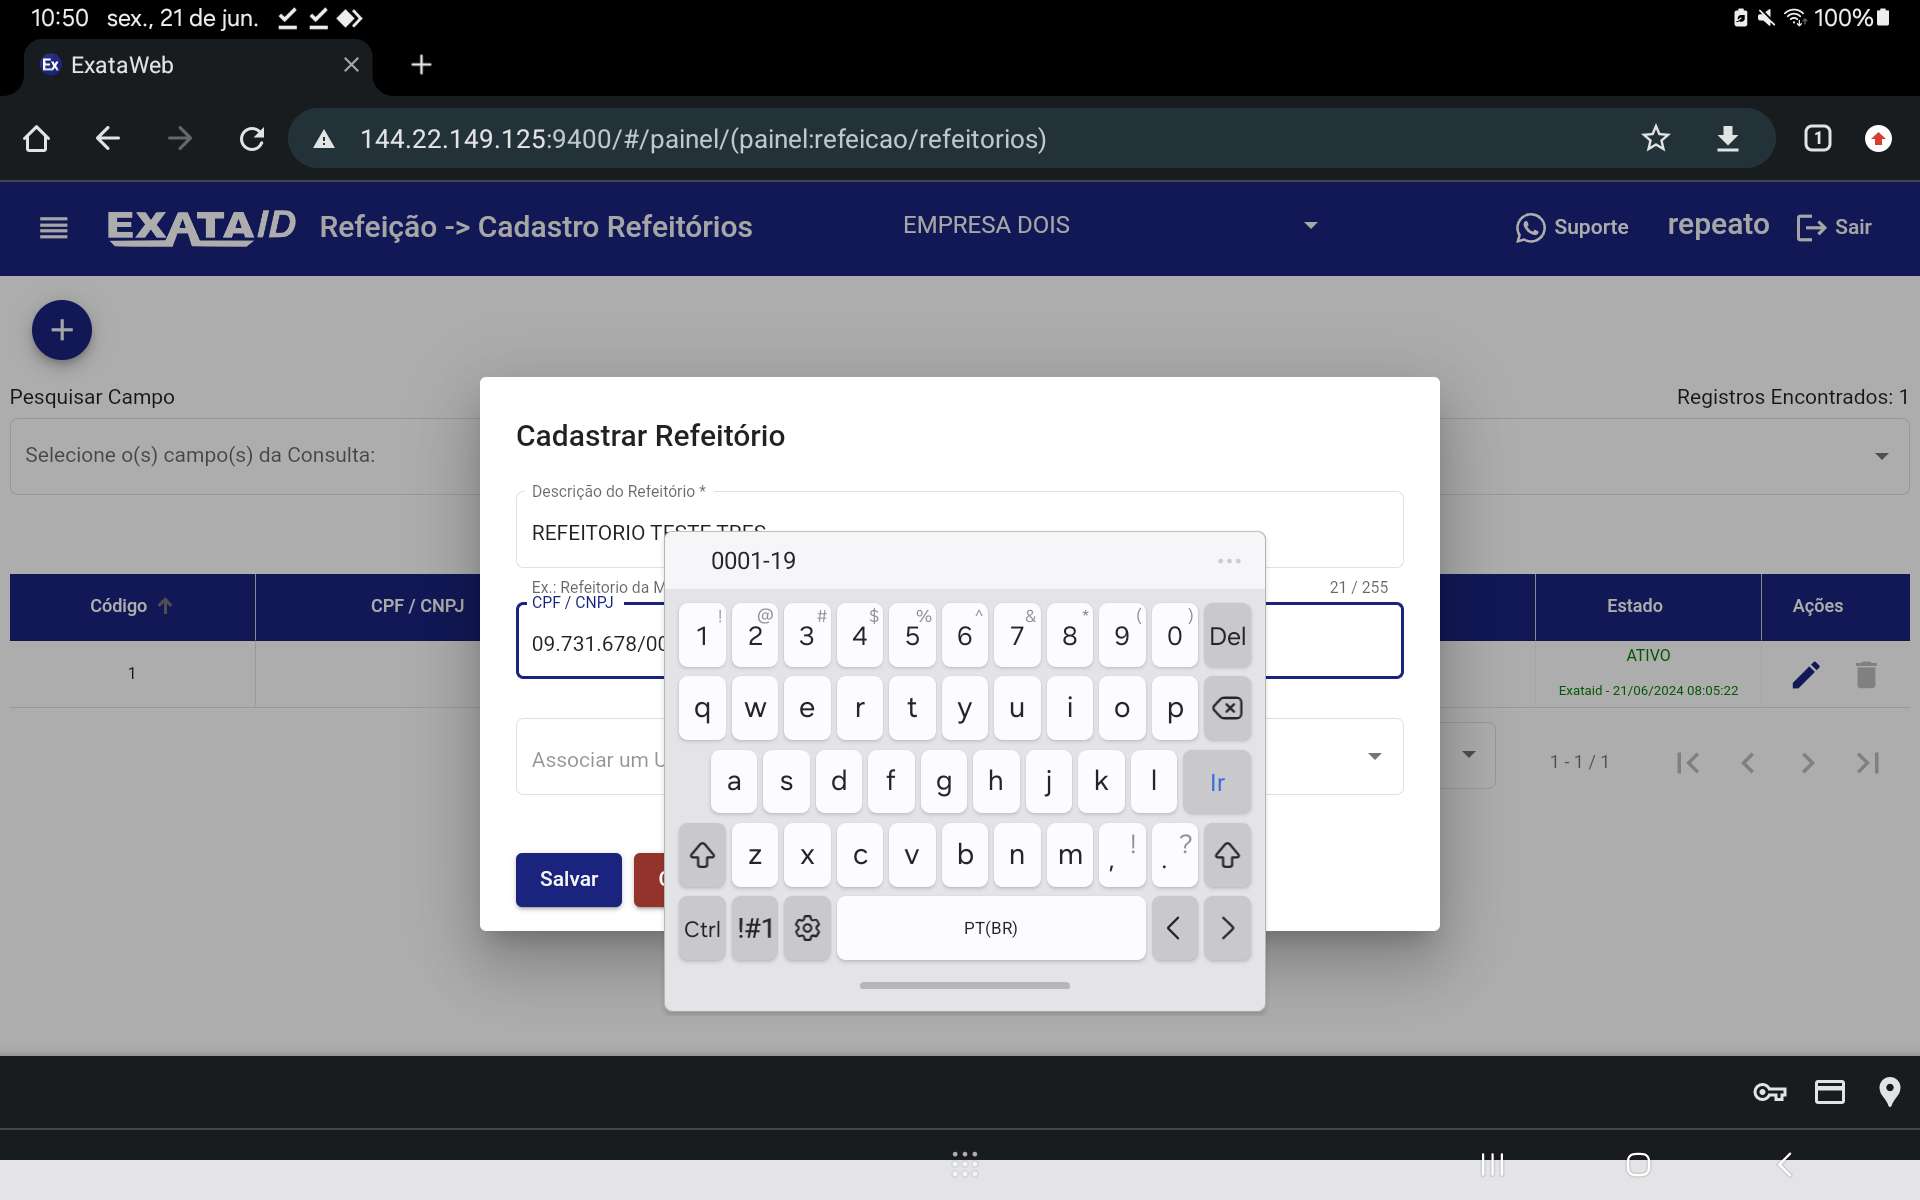 10:50 sex., 21 de jun. 100%
Ex ExataWeb
144.22.149.125:9400/#/painel/(painel:refeicao/refeitorios) 1
EXATAID Refeição -> Cadastro Refeitórios EMPRESA DOIS Suporte repeato Sair
+
Pesquisar Campo Registros Encontrados: 1
Selecione o(s) campo(s) da Consulta:
Cadastrar Refeitório
Descrição do Refeitório *
REFEITORIO TESTE TRES
Ex.: Refeitorio da M 21 / 255
CPF / CNPJ
09.731.678/00
Associar um U
Salvar C
Código CPF / CNPJ Estado Ações
1 ATIVO
Exataid - 21/06/2024 08:05:22
1 - 1 / 1
0001-19 ...
1 ! 2 @ 3 # 4 $ 5 % 6 ^ 7 & 8 * 9 ( 0 ) Del
q w e r t y u i o p
a s d f g h j k l Ir
z x c v b n m , ! . ?
Ctrl !#1 PT(BR) < >